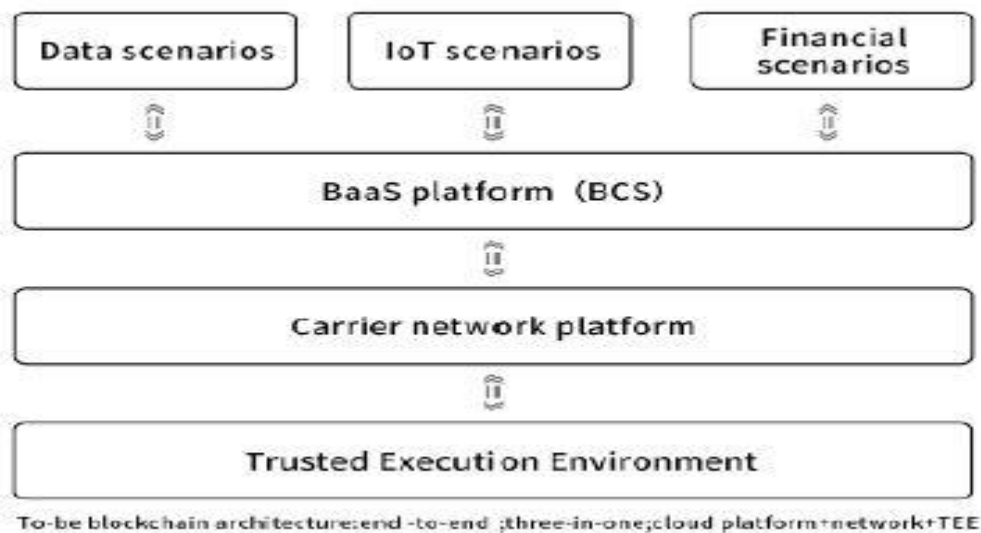 Data scenarios
IoT scenarios
Financial
scenarios
BaaS platform（BCS）
Carrier network platform
Trusted Execution Environment
To-be blockchain architecture:end -to-end ;three-in-one;cloud platform+network+TEE